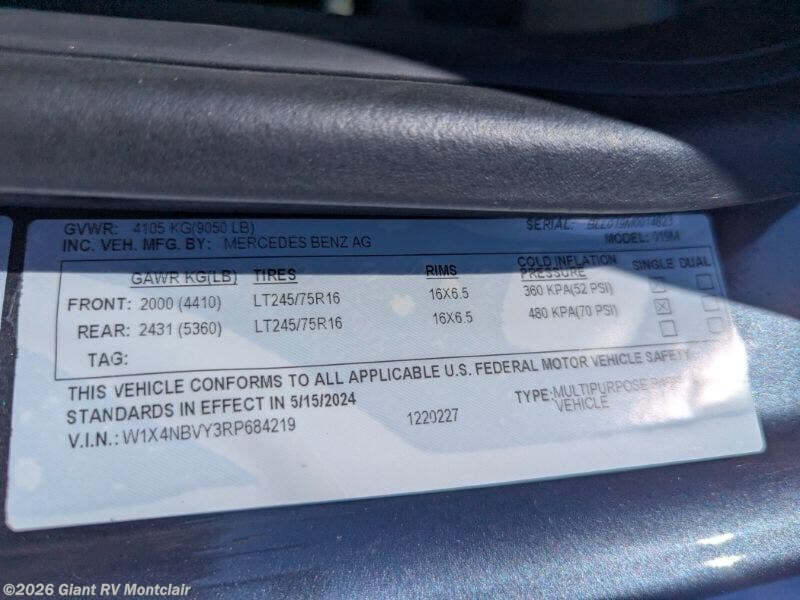 GVWR: 4105 KG(9050 LB) SERIAL: BLL019M0014823
INC. VEH. MFG. BY: MERCEDES BENZ AG MODEL: 019M
GAWR KG(LB) TIRES RIMS COLD INFLATION PRESSURE SINGLE DUAL
FRONT: 2000 (4410) LT245/75R16 16X6.5 360 KPA(52 PSI)
REAR: 2431 (5360) LT245/75R16 16X6.5 480 KPA(70 PSI)
TAG:
THIS VEHICLE CONFORMS TO ALL APPLICABLE U.S. FEDERAL MOTOR VEHICLE SAFETY
STANDARDS IN EFFECT IN 5/15/2024 TYPE: MULTIPURPOSE
VEHICLE
V.I.N.: W1X4NBVY3RP684219 1220227
©2026 Giant RV Montclair